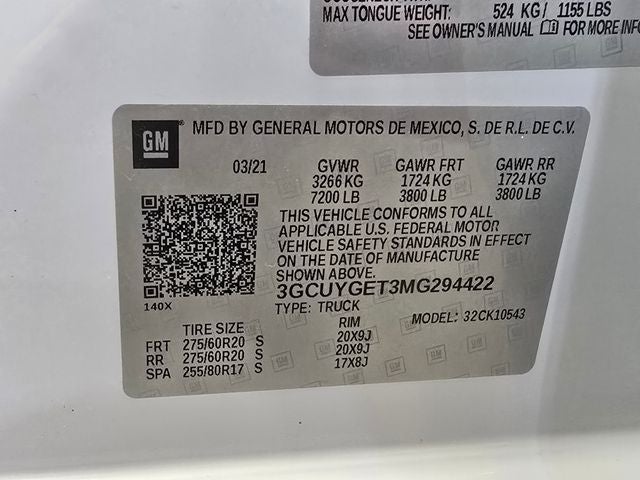 MAX TONGUE WEIGHT: 524 KG/ 1155 LBS
SEE OWNER'S MANUAL FOR MORE INFO
GM ® MFD BY GENERAL MOTORS DE MEXICO, S. DE R.L. DE C.V.
03/21 GVWR GAWR FRT GAWR RR
3266 KG 1724 KG 1724 KG
7200 LB 3800 LB 3800 LB
THIS VEHICLE CONFORMS TO ALL
APPLICABLE U.S. FEDERAL MOTOR
VEHICLE SAFETY STANDARDS IN EFFECT
ON THE DATE OF MANUFACTURE
SHOWN ABOVE.
3GCUYGET3MG294422
140X TYPE: TRUCK MODEL: 32CK10543
TIRE SIZE RIM
FRT 275/60R20 S 20X9J
RR 275/60R20 S 20X9J
SPA 255/80R17 S 17X8J